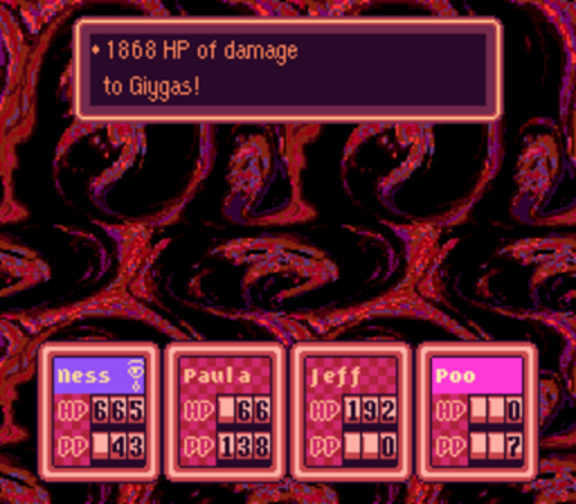 • 1868 HP of damage
to Giygas!
Ness Paula Jeff Poo
HP 665 HP 66 HP 192 HP 0
PP 43 PP 138 PP 0 PP 7